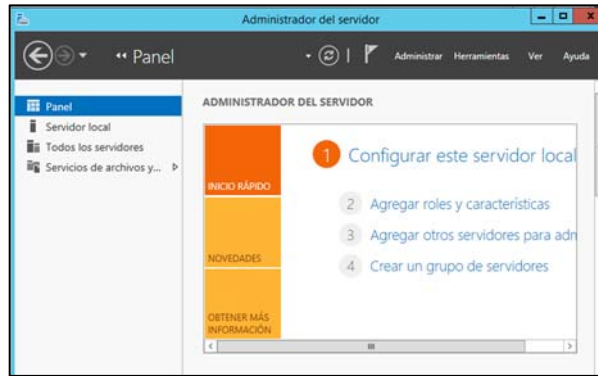 Administrador del servidor
Panel
Administrar Herramientas Ver Ayuda
Panel
Servidor local
Todos los servidores
Servicios de archivos y...
ADMINISTRADOR DEL SERVIDOR
INICIO RÁPIDO
NOVEDADES
OBTENER MÁS
INFORMACIÓN
1 Configurar este servidor local
2 Agregar roles y características
3 Agregar otros servidores para adm
4 Crear un grupo de servidores